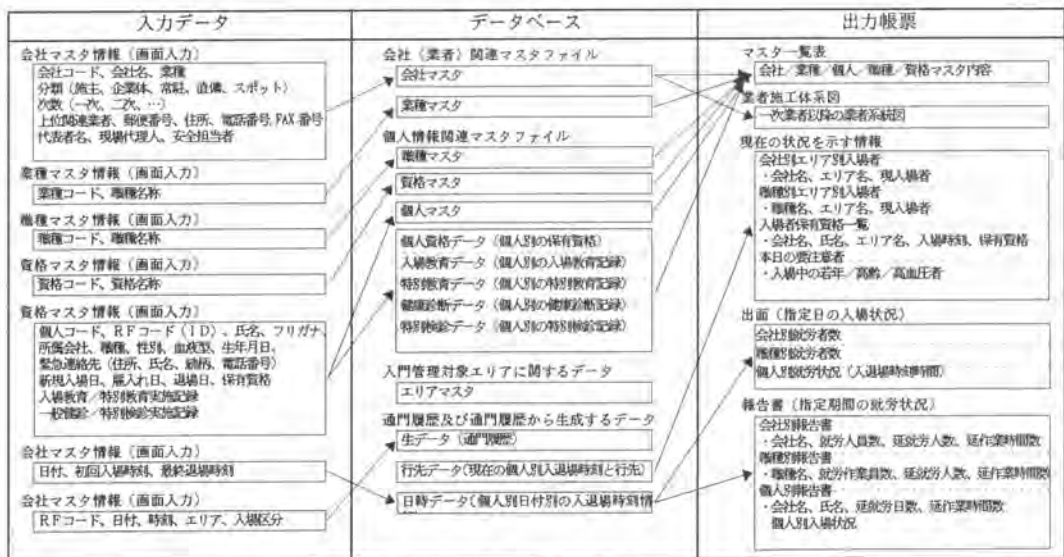 入力データ
会社マスタ情報（画面入力）
会社コード、会社名、業種
分類（施主、企業体、常駐、直傭、スポット）
次数（一次、二次、…）
上位関連業者、郵便番号、住所、電話番号、FAX番号
代表者名、現場代理人、安全担当者
業種マスタ情報（画面入力）
業種コード、職種名称
職種マスタ情報（画面入力）
職種コード、職種名称
資格マスタ情報（画面入力）
資格コード、資格名称
資格マスタ情報（画面入力）
個人コード、RFコード（ID）、氏名、フリガナ、
所属会社、職種、性別、血液型、生年月日、
緊急連絡先（住所、氏名、続柄、電話番号）
新規入場日、雇入れ日、退場日、保有資格
入場教育／特別教育実施記録
一般健診／特別検診実施記録
会社マスタ情報（画面入力）
日付、初回入場時刻、最終退場時刻
会社マスタ情報（画面入力）
RFコード、日付、時刻、エリア、入場区分
データベース
会社（業者）関連マスタファイル
会社マスタ
業種マスタ
個人情報関連マスタファイル
職種マスタ
資格マスタ
個人マスタ
個人資格データ（個人別の保有資格）
入場教育データ（個人別の入場教育記録）
特別教育データ（個人別の特別教育記録）
健康診断データ（個人別の健康診断記録）
特別検診データ（個人別の特別検診記録）
入門管理対象エリアに関するデータ
エリアマスタ
通門履歴及び通門履歴から生成するデータ
生データ（通門履歴）
行先データ（現在の個人別入退場時刻と行先）
日時データ（個人別日付別の入退場時刻情
出力帳票
マスター覧表
会社／業種／個人／職種／資格マスタ内容
業者施工体系図
一次業者以降の業者系統図
現在の状況を示す情報
会社別エリア別入場者
・会社名、エリア名、現入場者
職種別エリア別入場者
・職種名、エリア名、現入場者
入場者保有資格一覧
・会社名、氏名、エリア名、入場時刻、保有資格
本日の要注意者
・入場中の若年／高齢／高血圧者
出面（指定日の入場状況）
会社別就労者数
職種別就労者数
個人別就労状況（入退場時刻時間）
報告書（指定期間の就労状況）
会社別報告書
・会社名、就労人員数、延就労人数、延作業時間数
職種別報告書
・職種名、就労作業員数、延就労人数、延作業時間数
個人別報告書
・会社名、氏名、延就労日数、延作業時間数
個人別入場状況